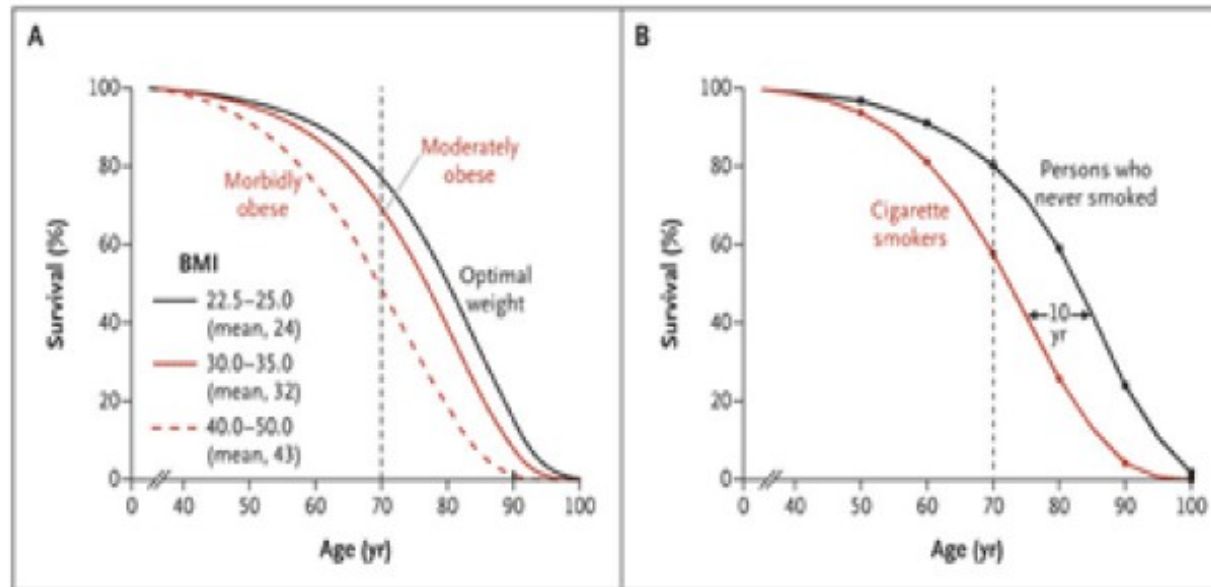 A
100
80
60
40
20
0
Survival (%)
Morbidly
obese
Moderately
obese
Optimal
weight
BMI
22.5–25.0
(mean, 24)
30.0–35.0
(mean, 32)
40.0–50.0
(mean, 43)
40 50 60 70 80 90 100
Age (yr)
B
100
80
60
40
20
0
Survival (%)
Persons who
never smoked
Cigarette
smokers
10
yr
40 50 60 70 80 90 100
Age (yr)